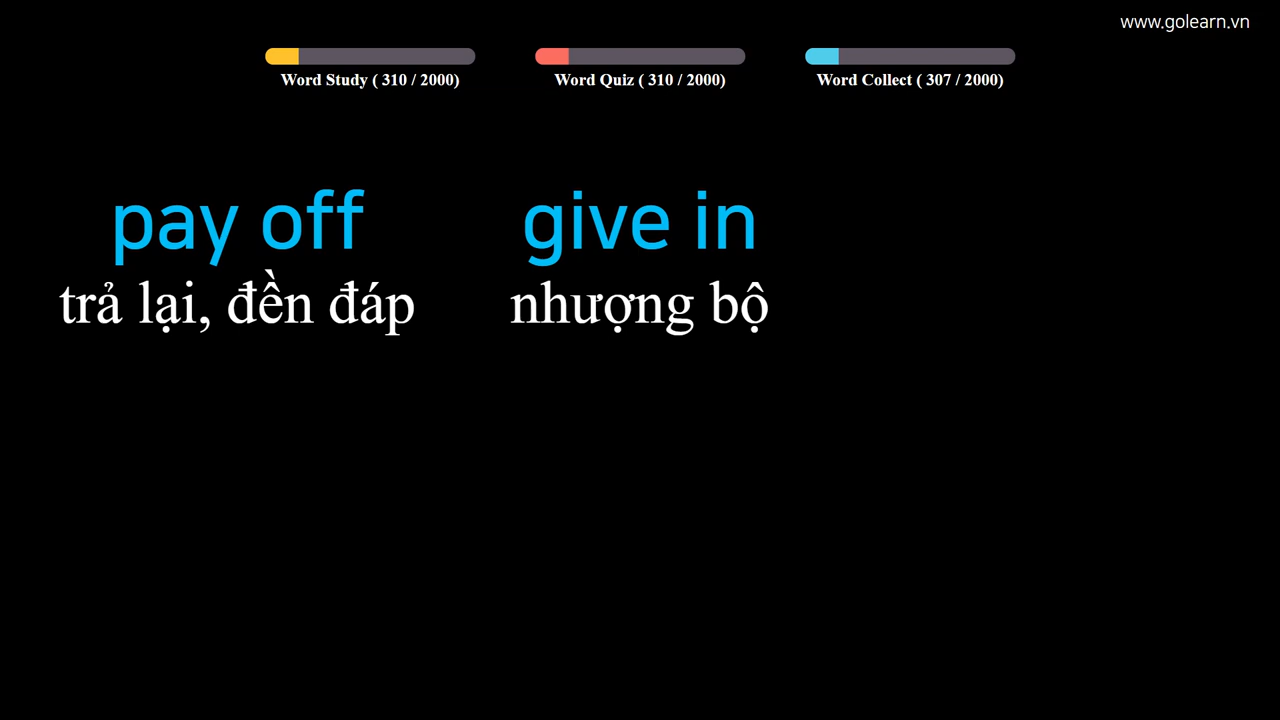 www.golearn.vn
Word Study ( 310 / 2000)
Word Quiz ( 310 / 2000)
Word Collect ( 307 / 2000)
pay off
trả lại, đền đáp
give in
nhượng bộ